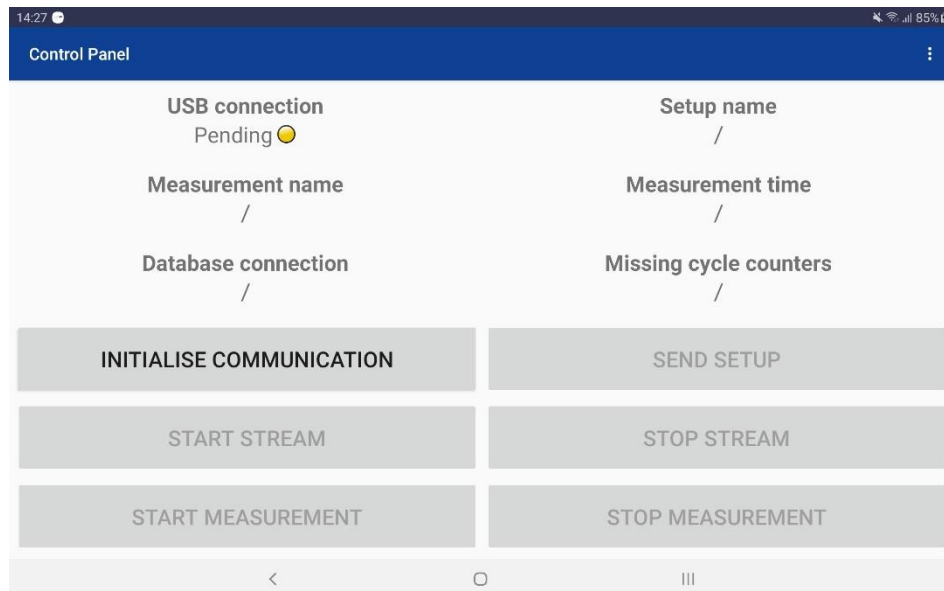 14:27 85%
Control Panel
USB connection Setup name
Pending /
Measurement name Measurement time
/ /
Database connection Missing cycle counters
/ /
INITIALISE COMMUNICATION SEND SETUP
START STREAM STOP STREAM
START MEASUREMENT STOP MEASUREMENT